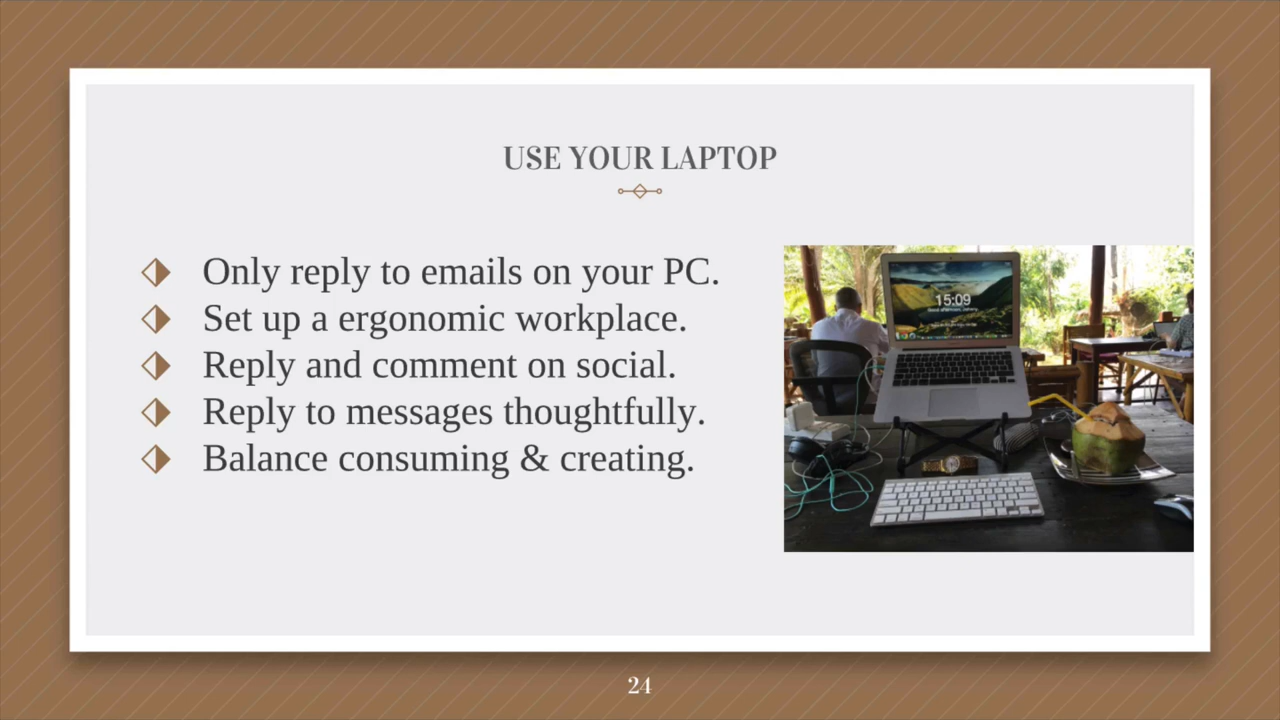 USE YOUR LAPTOP
Only reply to emails on your PC.
Set up a ergonomic workplace.
Reply and comment on social.
Reply to messages thoughtfully.
Balance consuming & creating.
15:09
24